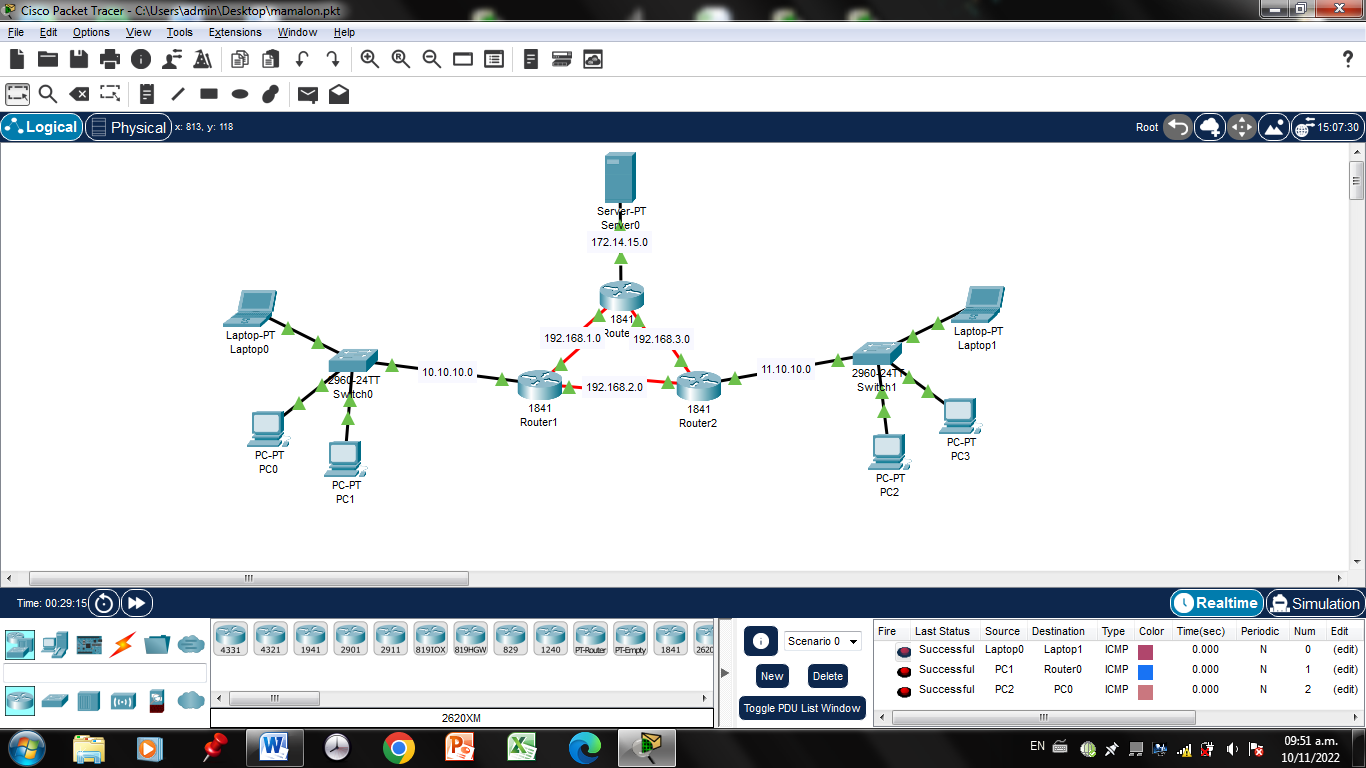 Cisco Packet Tracer - C:\Users\admin\Desktop\mamalon.pkt
File Edit Options View Tools Extensions Window Help
Logical Physical x: 813, y: 118 Root 15:07:30
Server-PT
Server0
172.14.15.0
Laptop-PT
Laptop0
1841
Route
192.168.1.0
192.168.3.0
Laptop-PT
Laptop1
2960-24TT
Switch0
10.10.10.0
192.168.2.0
11.10.10.0
2960-24TT
Switch1
1841
Router1
1841
Router2
PC-PT
PC0
PC-PT
PC1
PC-PT
PC3
PC-PT
PC2
Time: 00:29:15 Realtime Simulation
4331 4321 1941 2901 2911 819IOX 819HGW 829 1240 PT-Router PT-Empty 1841 2620
2620XM
Scenario 0
New Delete
Toggle PDU List Window
Fire Last Status Source Destination Type Color Time(sec) Periodic Num Edit
Successful Laptop0 Laptop1 ICMP 0.000 N 0 (edit)
Successful PC1 Router0 ICMP 0.000 N 1 (edit)
Successful PC2 PC0 ICMP 0.000 N 2 (edit)
EN
09:51 a.m.
10/11/2022